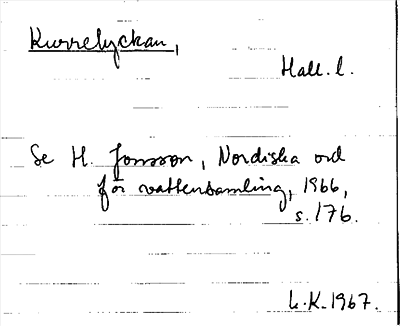 Kurrelyckan,
Hall. l.
Se H. Jonsson, Nordiska ord
för vattensamling, 1966,
s. 176.
L.K. 1967.